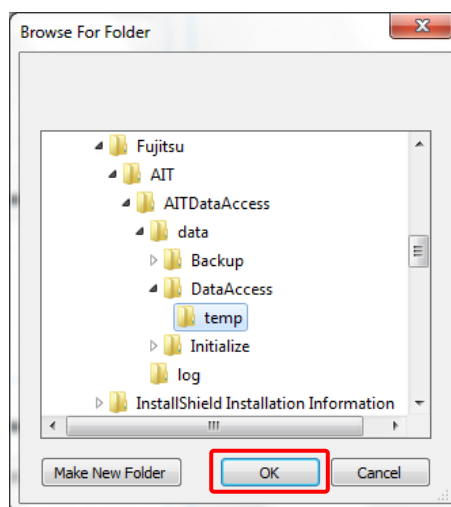 Browse For Folder
Fujitsu
AIT
AITDataAccess
data
Backup
DataAccess
temp
Initialize
log
InstallShield Installation Information
Make New Folder OK Cancel